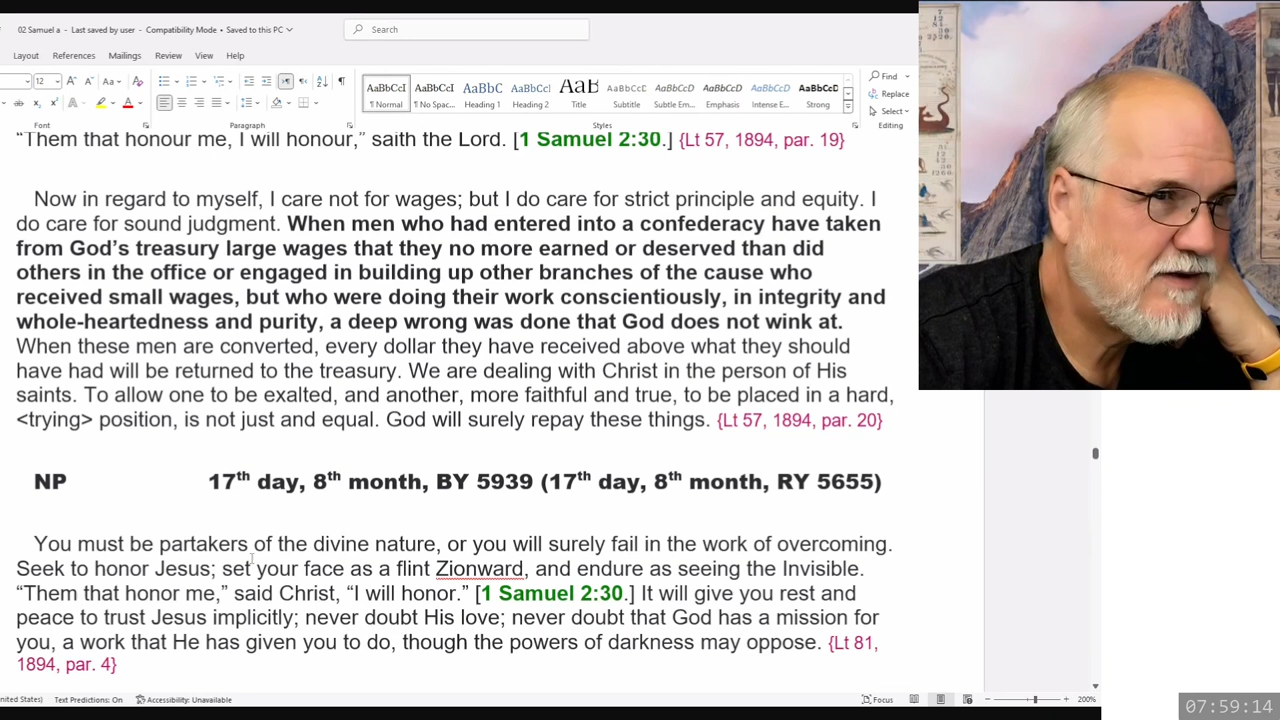 02 Samuel a • Last saved by user - Compatibility Mode • Saved to this PC
Search
Layout References Mailings Review View Help
12 Aa
AaBbCcI AaBbCcI AaBbC AaBbCcI AaB AaBbCcD AaBbCcD AaBbCcD AaBbCcD AaBbCcD
¶ Normal ¶ No Spac... Heading 1 Heading 2 Title Subtitle Subtle Em... Emphasis Intense E... Strong
Find
Replace
Select
Font Paragraph Styles Editing
“Them that honour me, I will honour,” saith the Lord. [1 Samuel 2:30.] {Lt 57, 1894, par. 19}
Now in regard to myself, I care not for wages; but I do care for strict principle and equity. I
do care for sound judgment. When men who had entered into a confederacy have taken
from God’s treasury large wages that they no more earned or deserved than did
others in the office or engaged in building up other branches of the cause who
received small wages, but who were doing their work conscientiously, in integrity and
whole-heartedness and purity, a deep wrong was done that God does not wink at.
When these men are converted, every dollar they have received above what they should
have had will be returned to the treasury. We are dealing with Christ in the person of His
saints. To allow one to be exalted, and another, more faithful and true, to be placed in a hard,
<trying> position, is not just and equal. God will surely repay these things. {Lt 57, 1894, par. 20}
NP 17th day, 8th month, BY 5939 (17th day, 8th month, RY 5655)
You must be partakers of the divine nature, or you will surely fail in the work of overcoming.
Seek to honor Jesus; set your face as a flint Zionward, and endure as seeing the Invisible.
“Them that honor me,” said Christ, “I will honor.” [1 Samuel 2:30.] It will give you rest and
peace to trust Jesus implicitly; never doubt His love; never doubt that God has a mission for
you, a work that He has given you to do, though the powers of darkness may oppose. {Lt 81,
1894, par. 4}
nited States) Text Predictions: On Accessibility: Unavailable Focus 200%
07:59:14